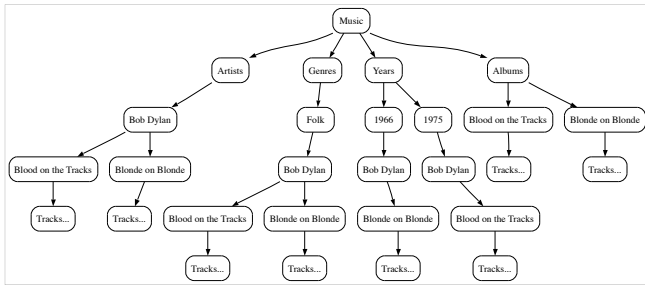 Music
Artists
Genres
Years
Albums
Bob Dylan
Folk
1966
1975
Blood on the Tracks
Blonde on Blonde
Blood on the Tracks
Blonde on Blonde
Bob Dylan
Bob Dylan
Bob Dylan
Tracks...
Tracks...
Tracks...
Tracks...
Blood on the Tracks
Blonde on Blonde
Blonde on Blonde
Blood on the Tracks
Tracks...
Tracks...
Tracks...
Tracks...